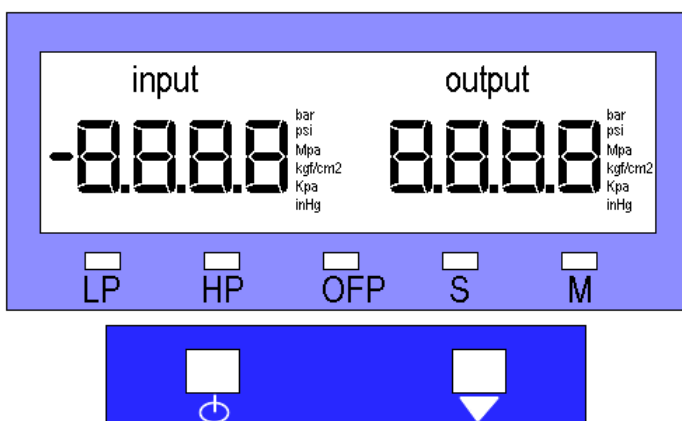 input output
-8.8.8.8 bar 8.8.8.8 bar
psi psi
Mpa Mpa
kgf/cm2 kgf/cm2
Kpa Kpa
inHg inHg
LP HP OFP S M